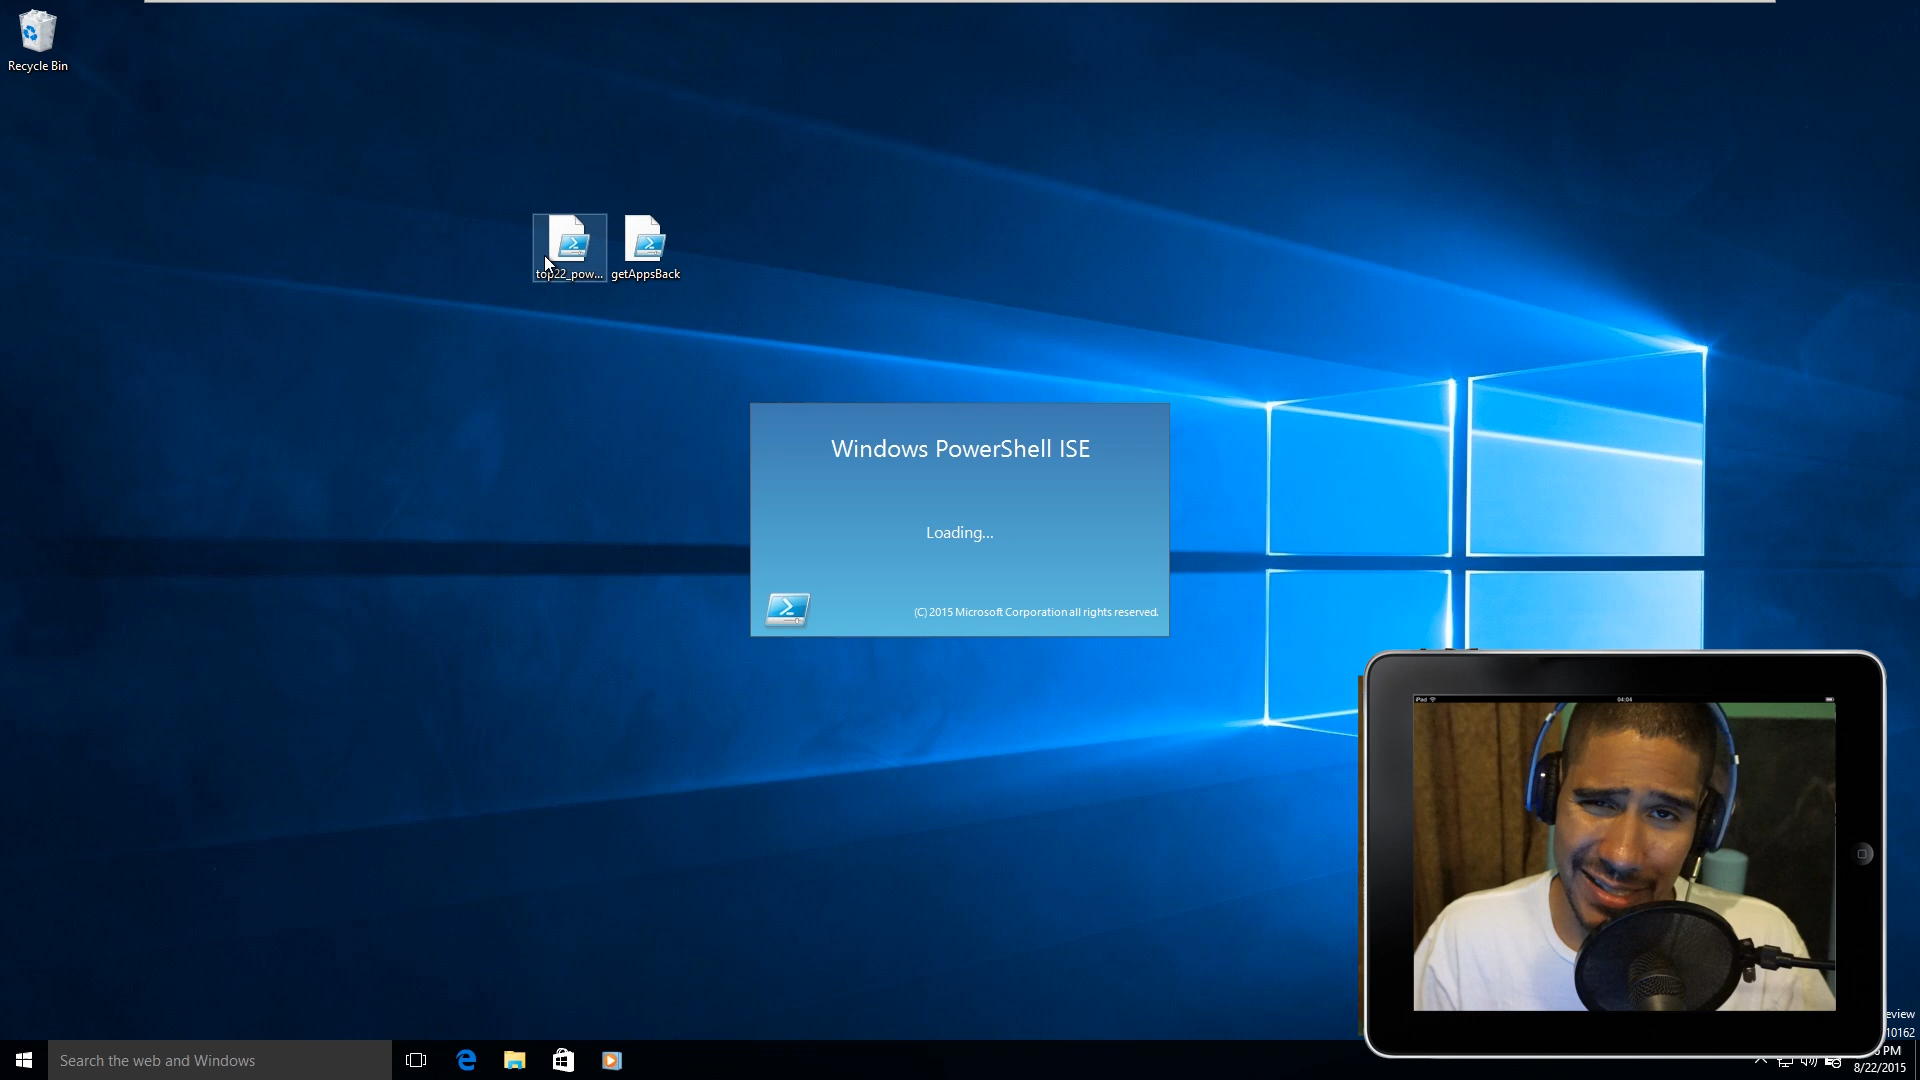 Recycle Bin
top22_pow...
getAppsBack
Windows PowerShell ISE
Loading...
(C) 2015 Microsoft Corporation all rights reserved.
iPad
04:04
eview
10162
PM
8/22/2015
Search the web and Windows